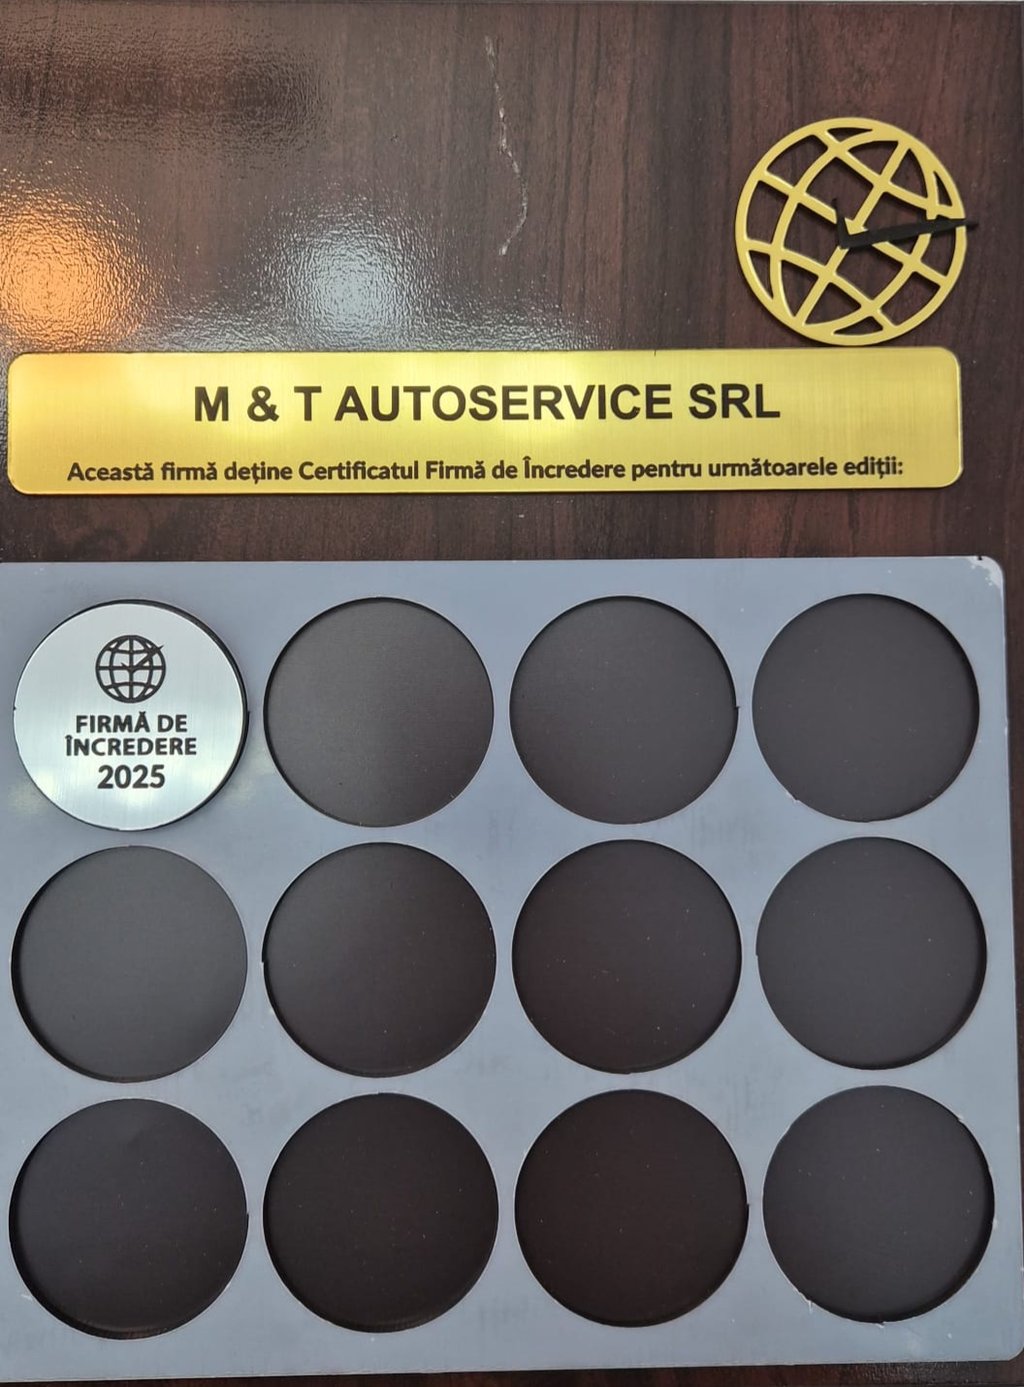 M & T AUTOSERVICE SRL
Această firmă deține Certificatul Firmă de Încredere pentru următoarele ediții:
FIRMĂ DE
ÎNCREDERE
2025